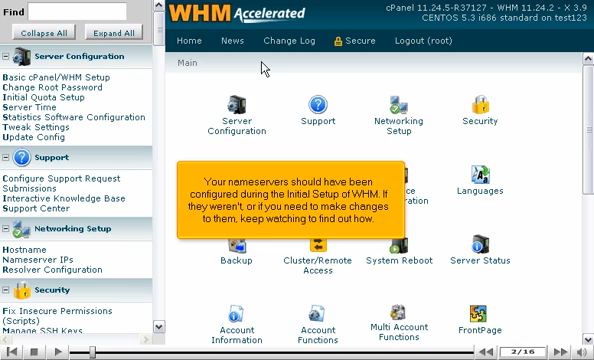 Find
Collapse All
Expand All
WHM Accelerated
cPanel 11.24.5-R37127 - WHM 11.24.2 - X 3.9
CENTOS 5.3 i686 standard on test123
Home
News
Change Log
Secure
Logout (root)
Main
Server Configuration
Basic cPanel/WHM Setup
Change Root Password
Initial Quota Setup
Server Time
Statistics Software Configuration
Tweak Settings
Update Config
Support
Configure Support Request
Submissions
Interactive Knowledge Base
Support Center
Networking Setup
Hostname
Nameserver IPs
Resolver Configuration
Security
Fix Insecure Permissions
(Scripts)
Manage SSH Keys
Server
Configuration
Support
Networking
Setup
Security
Your nameservers should have been
configured during the Initial Setup of WHM. If
they weren't, or if you need to make changes
to them, keep watching to find out how.
Languages
Backup
Cluster/Remote
Access
System Reboot
Server Status
Account
Information
Account
Functions
Multi Account
Functions
FrontPage
2/16